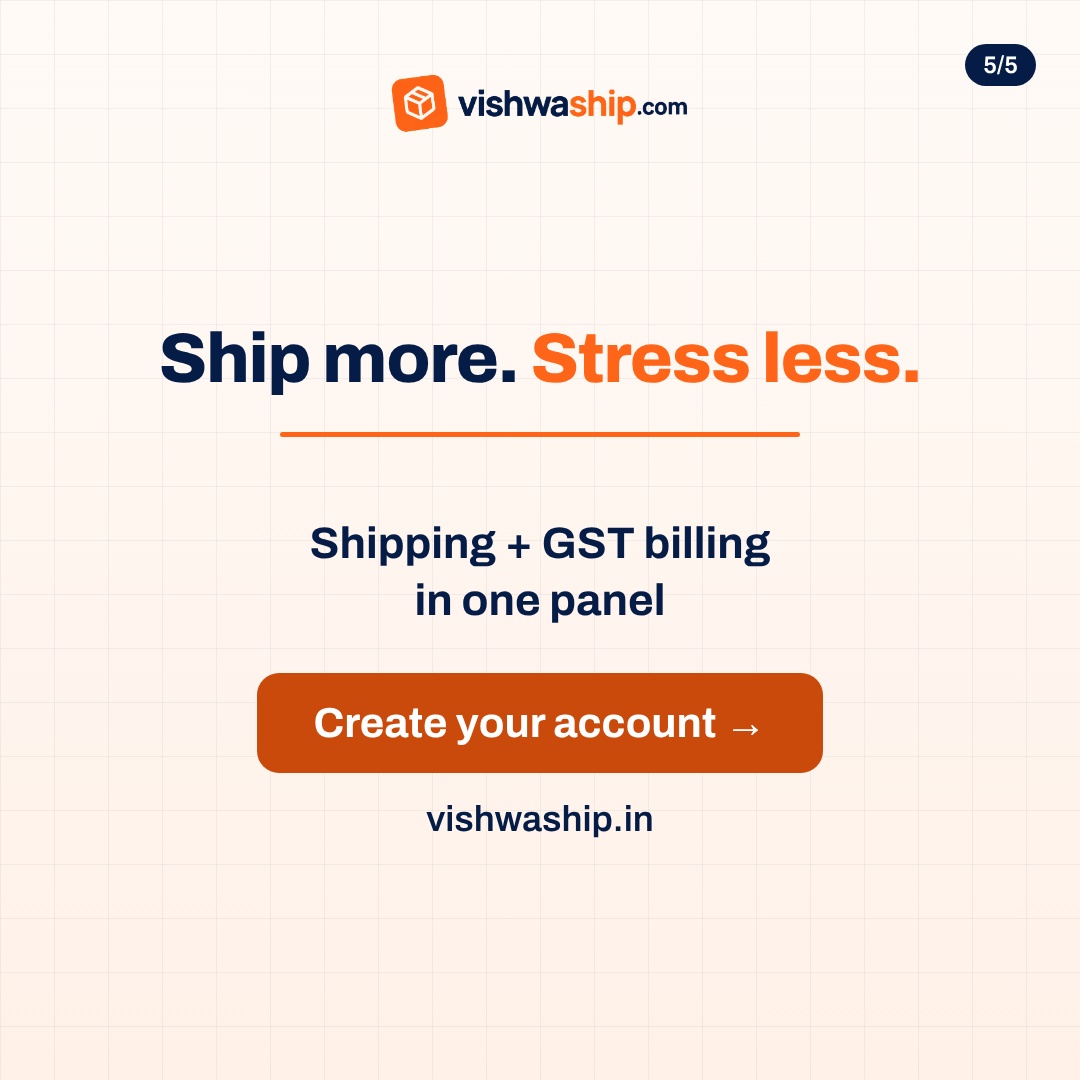 5/5
vishwaship.com
Ship more. Stress less.
Shipping + GST billing
in one panel
Create your account →
vishwaship.in